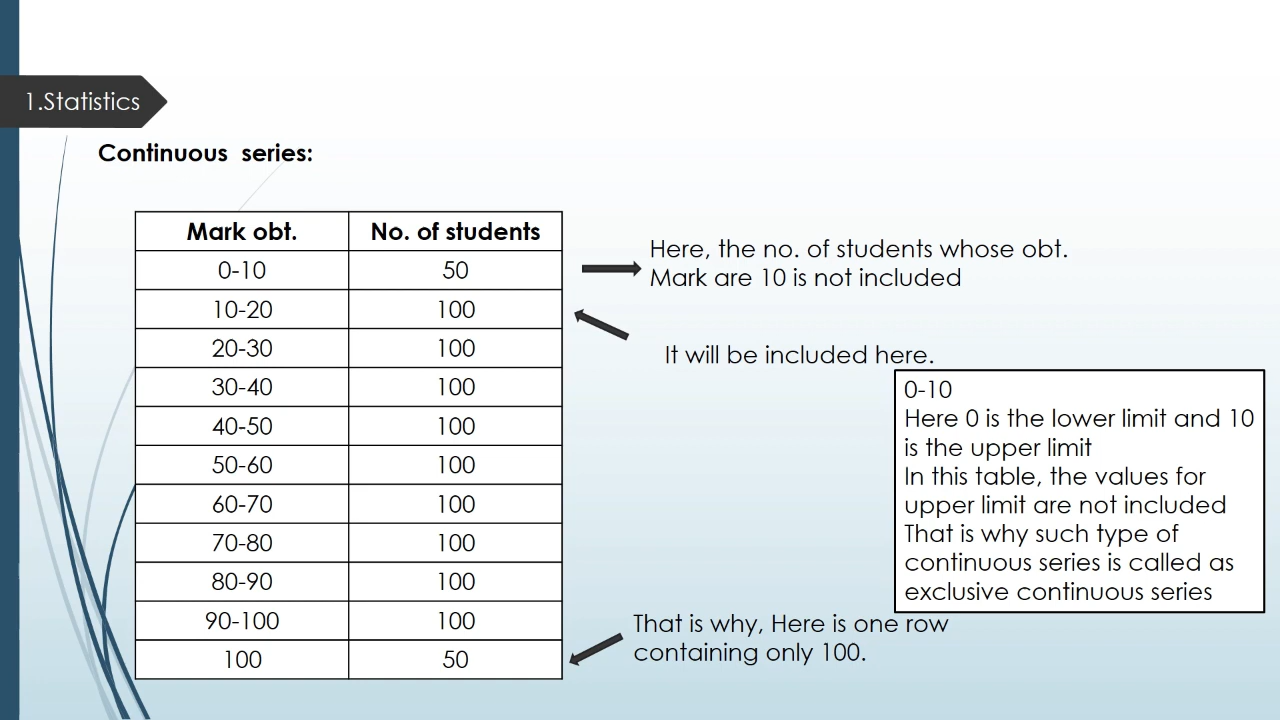 1.Statistics
Continuous series:
Mark obt. No. of students
0-10 50
10-20 100
20-30 100
30-40 100
40-50 100
50-60 100
60-70 100
70-80 100
80-90 100
90-100 100
100 50
Here, the no. of students whose obt.
Mark are 10 is not included
It will be included here.
0-10
Here 0 is the lower limit and 10
is the upper limit
In this table, the values for
upper limit are not included
That is why such type of
continuous series is called as
exclusive continuous series
That is why, Here is one row
containing only 100.